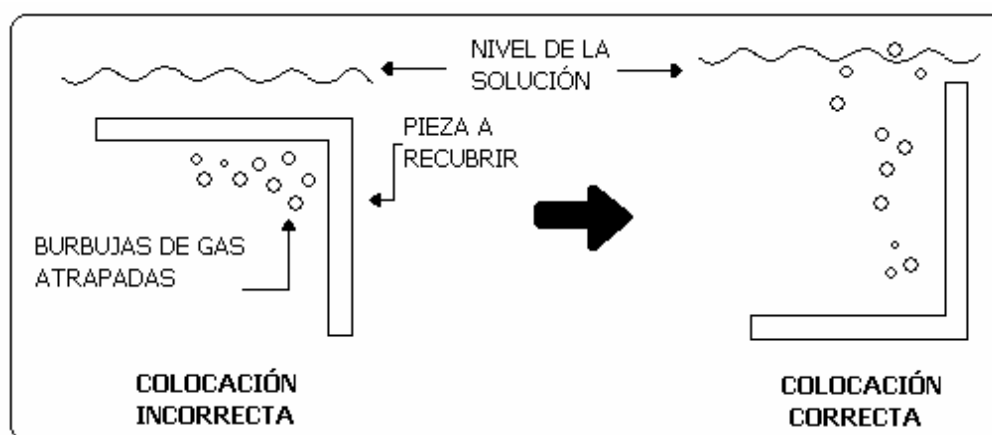 NIVEL DE LA
SOLUCIÓN
PIEZA A
RECUBRIR
BURBUJAS DE GAS
ATRAPADAS
COLOCACIÓN
INCORRECTA
COLOCACIÓN
CORRECTA